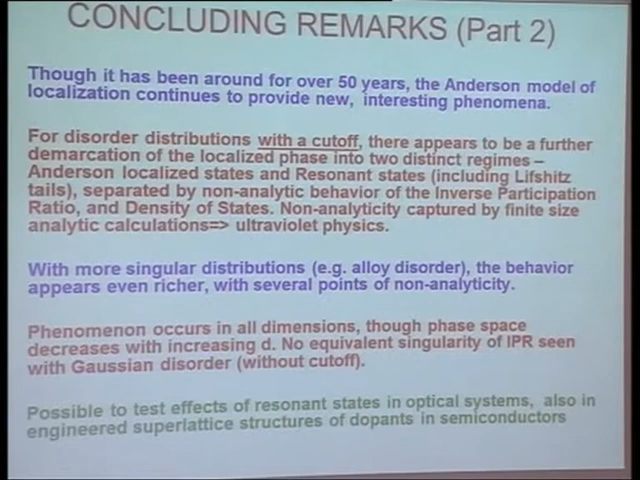 CONCLUDING REMARKS (Part 2)
Though it has been around for over 50 years, the Anderson model of
localization continues to provide new, interesting phenomena.
For disorder distributions with a cutoff, there appears to be a further
demarcation of the localized phase into two distinct regimes –
Anderson localized states and Resonant states (including Lifshitz
tails), separated by non-analytic behavior of the Inverse Participation
Ratio, and Density of States. Non-analyticity captured by finite size
analytic calculations=> ultraviolet physics.
With more singular distributions (e.g. alloy disorder), the behavior
appears even richer, with several points of non-analyticity.
Phenomenon occurs in all dimensions, though phase space
decreases with increasing d. No equivalent singularity of IPR seen
with Gaussian disorder (without cutoff).
Possible to test effects of resonant states in optical systems, also in
engineered superlattice structures of dopants in semiconductors